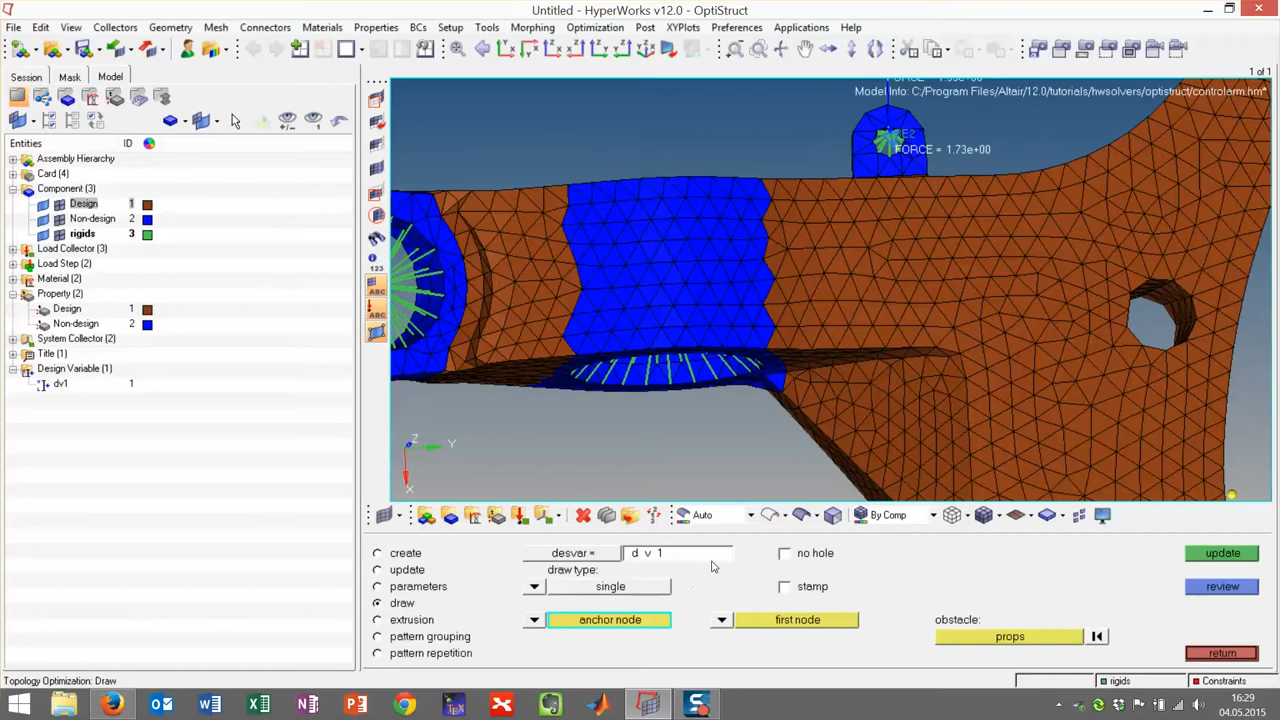 Untitled - HyperWorks v12.0 - OptiStruct
File Edit View Collectors Geometry Mesh Connectors Materials Properties BCs Setup Tools Morphing Optimization Post XYPlots Preferences Applications Help
Session Mask Model
1 of 1
Model Info: C:/Program Files/Altair/12.0/tutorials/hwsolvers/optistruct/controlarm.hm*
Entities ID
Assembly Hierarchy
Card (4)
Component (3)
Design 1
Non-design 2
rigids 3
Load Collector (3)
Load Step (2)
Material (2)
Property (2)
Design 1
Non-design 2
System Collector (2)
Title (1)
Design Variable (1)
dv1 1
123
ABC
ABC
FORCE = 1.73e+00
Z
Y
X
Auto
By Comp
create desvar = d v 1 no hole update
update draw type:
parameters single stamp review
draw
extrusion anchor node first node obstacle:
pattern grouping props
pattern repetition return
Topology Optimization: Draw rigids Constraints
16:29
04.05.2015